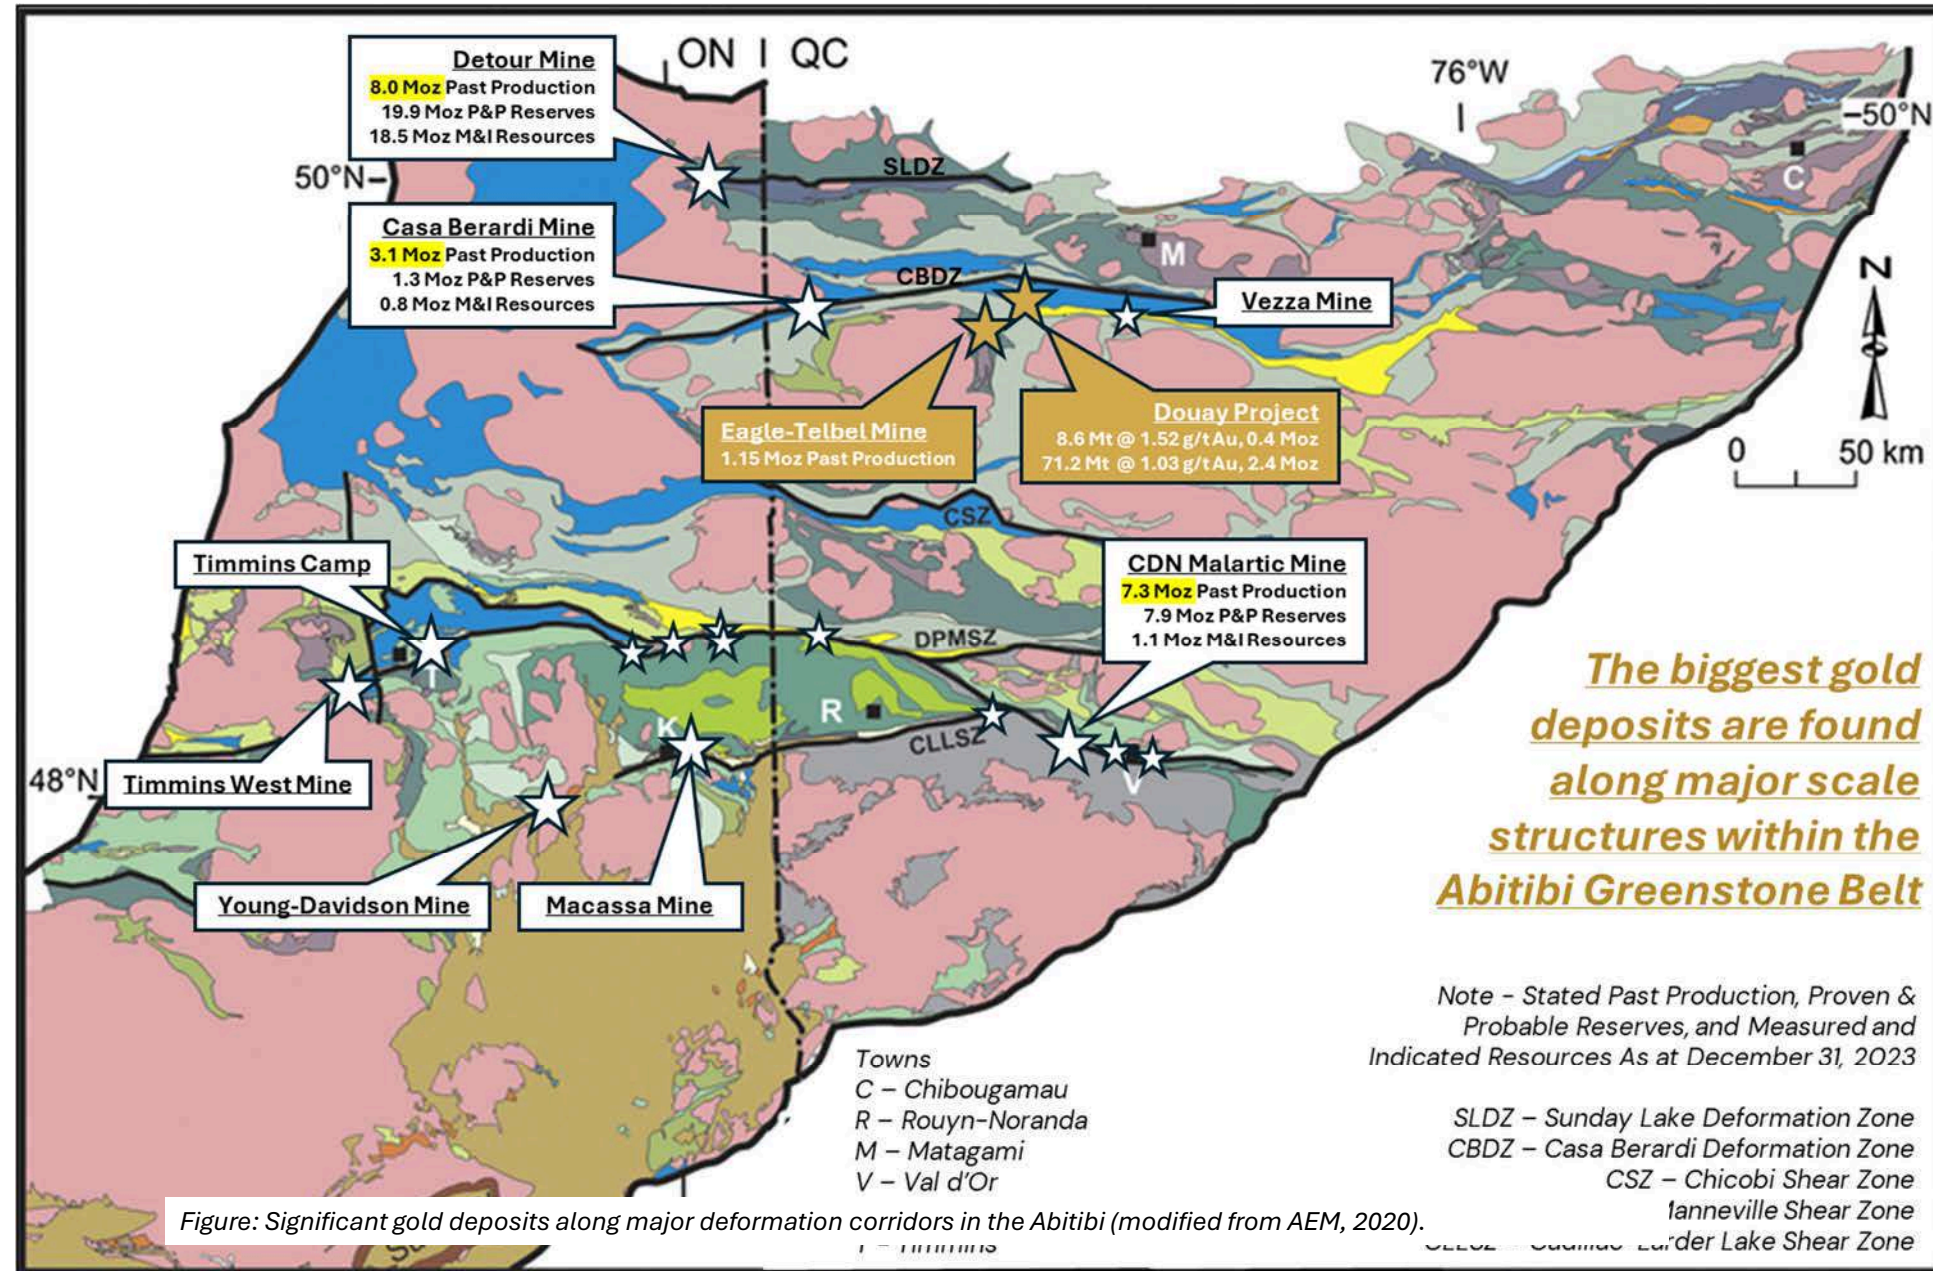 ON | QC
Detour Mine
8.0 Moz Past Production
19.9 Moz P&P Reserves
18.5 Moz M&I Resources
76°W
50°N
50°N
SLDZ
C
Casa Berardi Mine
3.1 Moz Past Production
1.3 Moz P&P Reserves
0.8 Moz M&I Resources
M
CBDZ
N
Vezza Mine
Eagle-Telbel Mine
1.15 Moz Past Production
Douay Project
8.6 Mt @ 1.52 g/t Au, 0.4 Moz
71.2 Mt @ 1.03 g/t Au, 2.4 Moz
0 50 km
CSZ
Timmins Camp
CDN Malartic Mine
7.3 Moz Past Production
7.9 Moz P&P Reserves
1.1 Moz M&I Resources
DPMSZ
T
K
R
CLLSZ
V
48°N
Timmins West Mine
Young-Davidson Mine
Macassa Mine
The biggest gold
deposits are found
along major scale
structures within the
Abitibi Greenstone Belt
Note – Stated Past Production, Proven &
Probable Reserves, and Measured and
Indicated Resources As at December 31, 2023
Towns
C – Chibougamau
R – Rouyn-Noranda
M – Matagami
V – Val d'Or
SLDZ – Sunday Lake Deformation Zone
CBDZ – Casa Berardi Deformation Zone
CSZ – Chicobi Shear Zone
Shear Zone
Lake Shear Zone
Figure: Significant gold deposits along major deformation corridors in the Abitibi (modified from AEM, 2020).